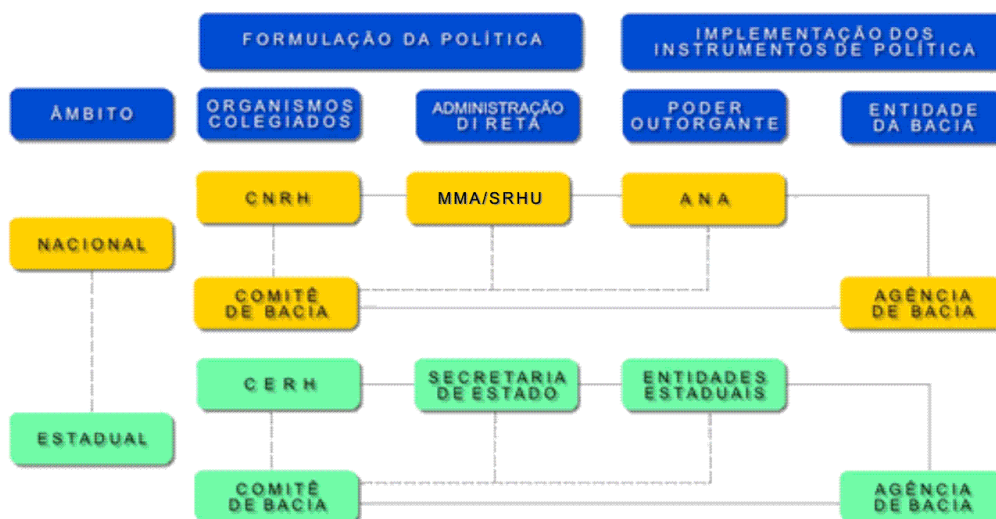 FORMULAÇÃO DA POLÍTICA
IMPLEMENTAÇÃO DOS
INSTRUMENTOS DE POLÍTICA
ÂMBITO
ORGANISMOS
COLEGIADOS
ADMINISTRAÇÃO
DIRETA
PODER
OUTORGANTE
ENTIDADE
DA BACIA
NACIONAL
CNRH
MMA/SRHU
ANA
COMITÊ
DE BACIA
AGÊNCIA
DE BACIA
ESTADUAL
CERH
SECRETARIA
DE ESTADO
ENTIDADES
ESTADUAIS
COMITÊ
DE BACIA
AGÊNCIA
DE BACIA